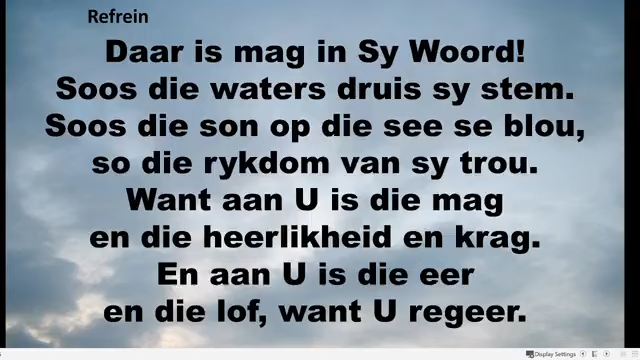 Refrein
Daar is mag in Sy Woord!
Soos die waters druis sy stem.
Soos die son op die see se blou,
so die rykdom van sy trou.
Want aan U is die mag
en die heerlikheid en krag.
En aan U is die eer
en die lof, want U regeer.
Display Settings